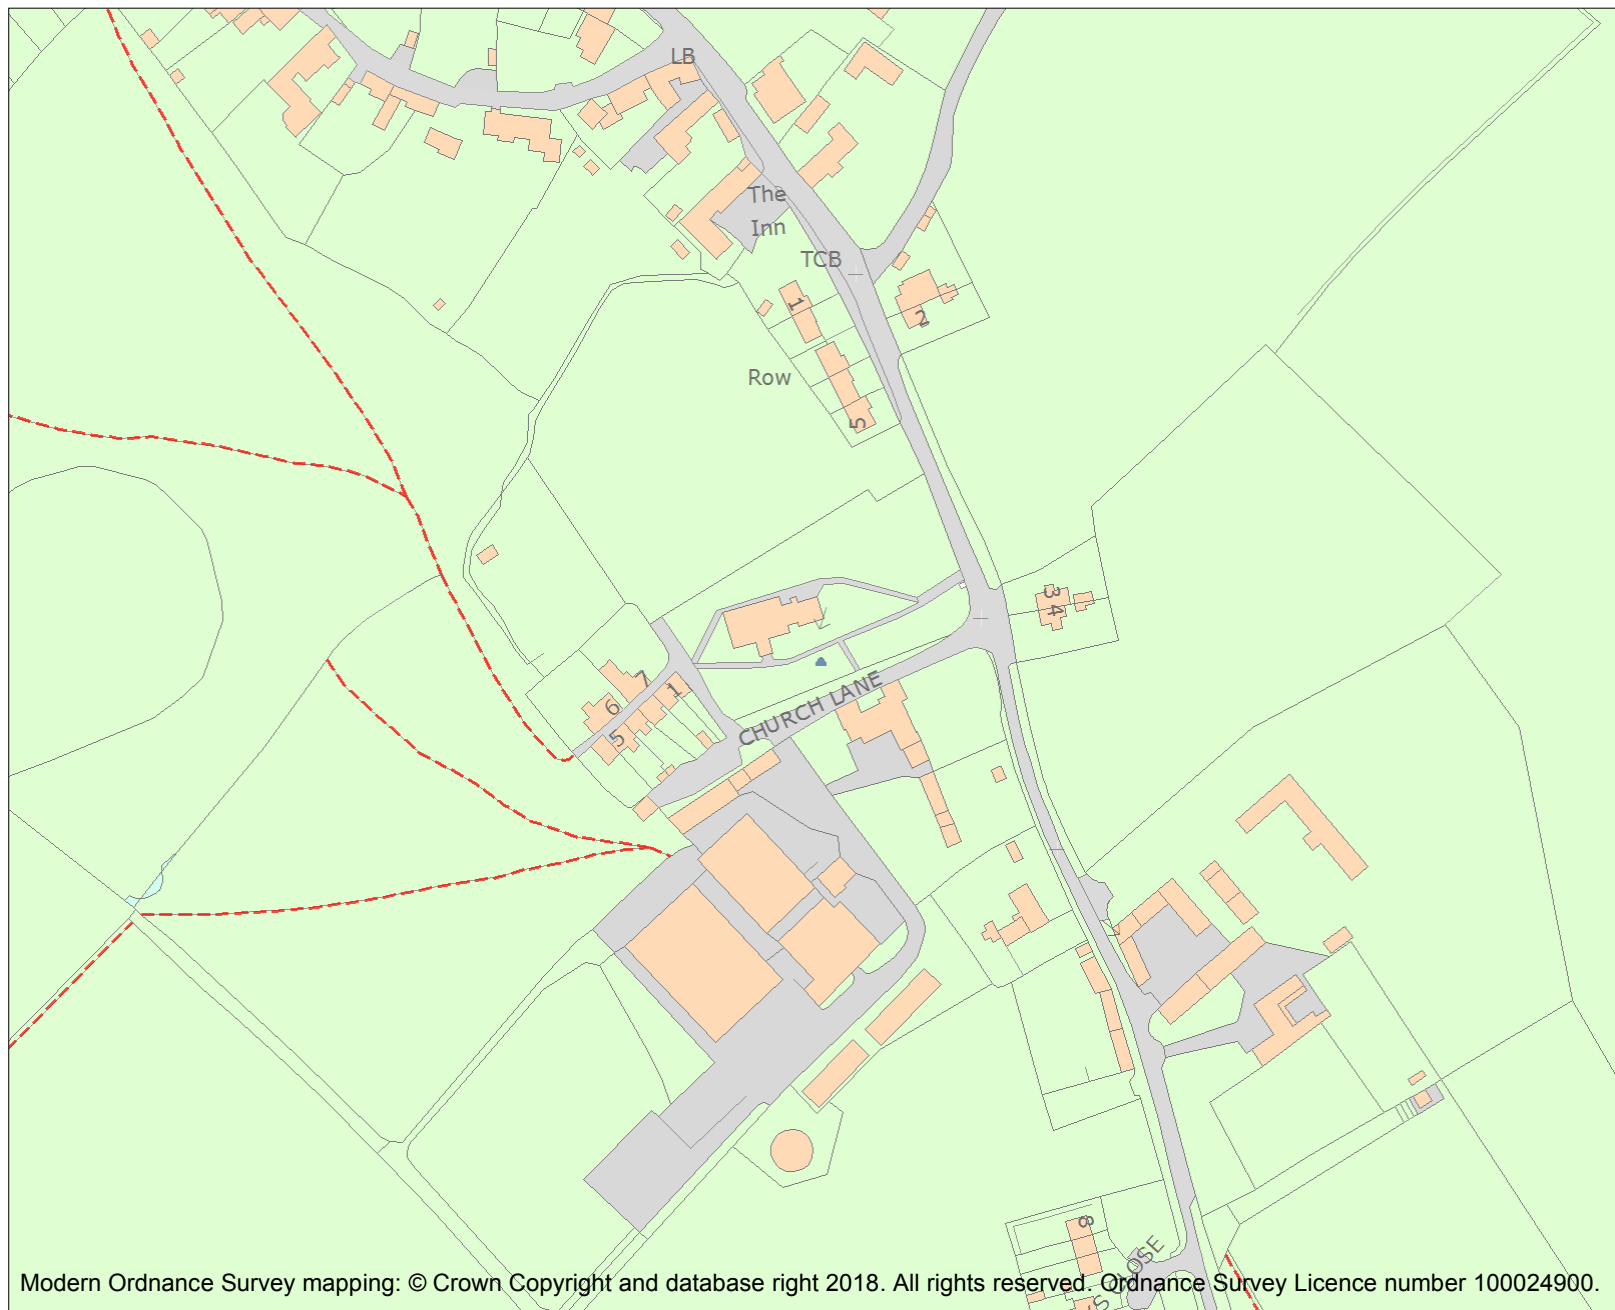 LB
The
Inn
TCB
1
2
Row
5
3 4
7
1
6
5
CHURCH LANE
8
CLOSE
Modern Ordnance Survey mapping: © Crown Copyright and database right 2018. All rights reserved. Ordnance Survey Licence number 100024900.